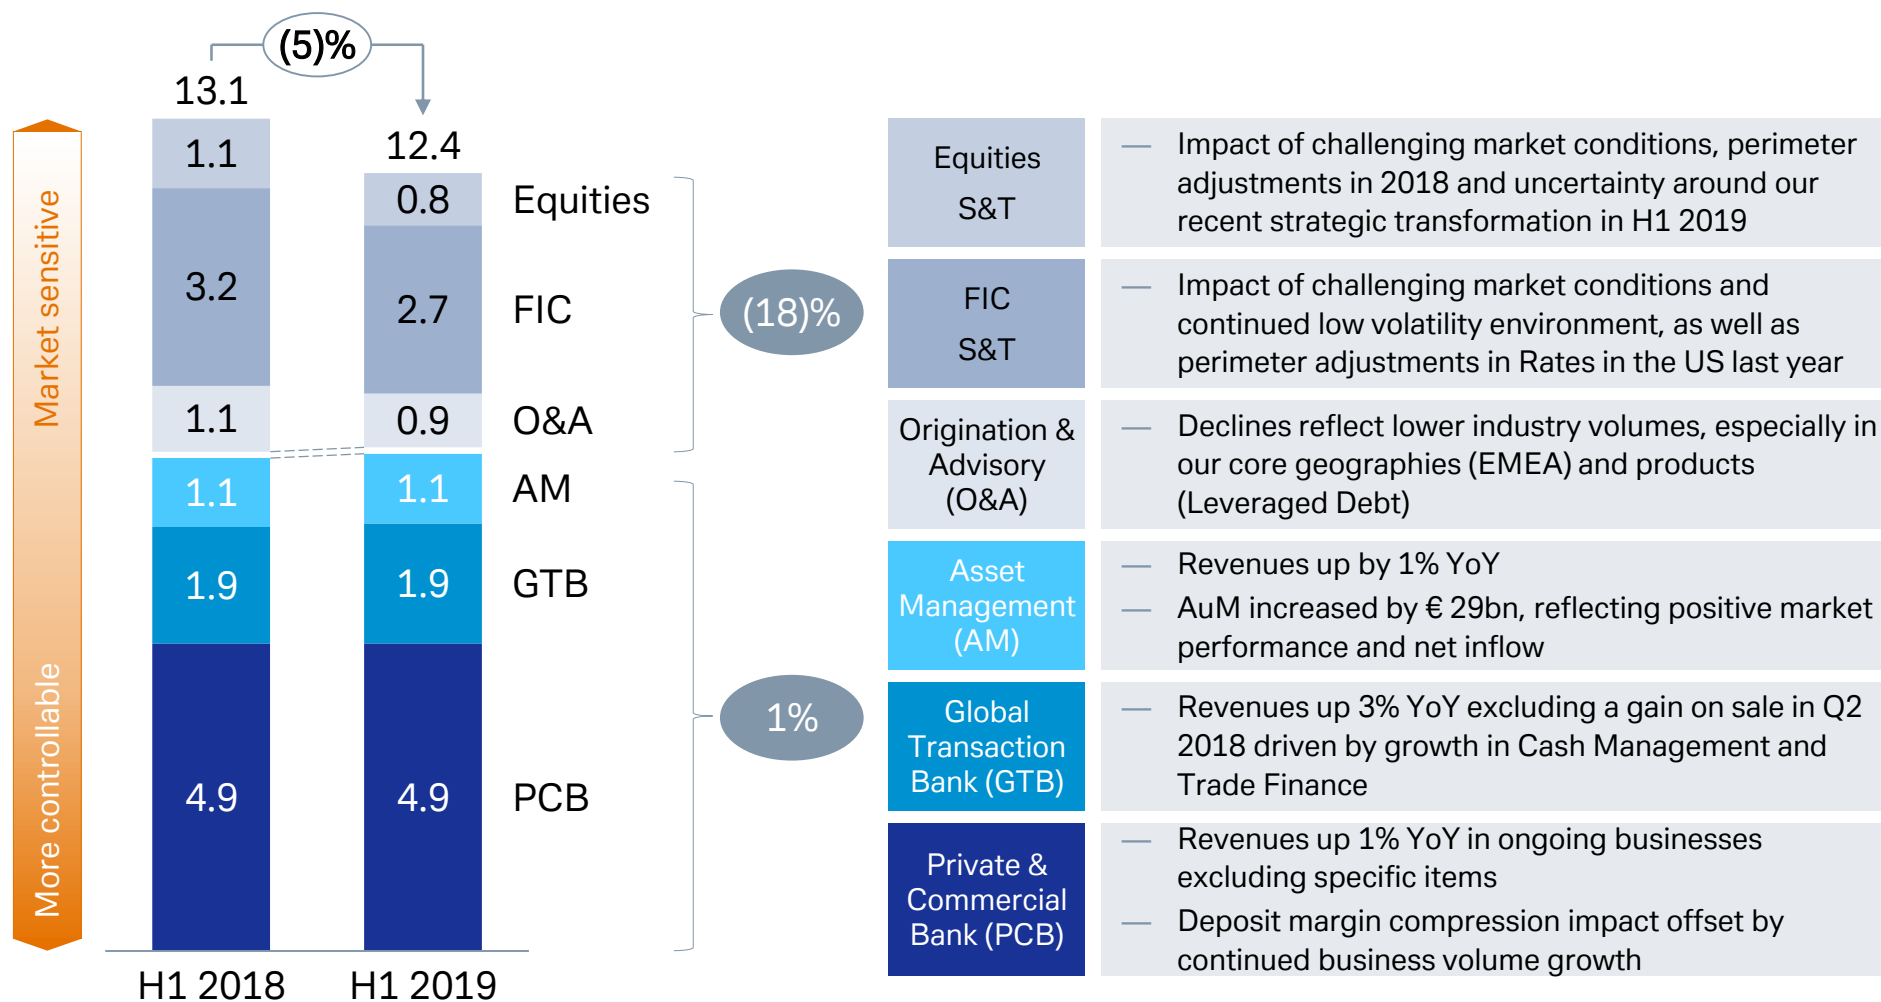 (5)%
13.1
12.4
Market sensitive
More controllable
1.1
3.2
1.1
1.1
1.9
4.9
H1 2018
0.8
2.7
0.9
1.1
1.9
4.9
H1 2019
Equities
FIC
O&A
AM
GTB
PCB
(18)%
1%
Equities
S&T
— Impact of challenging market conditions, perimeter
adjustments in 2018 and uncertainty around our
recent strategic transformation in H1 2019
FIC
S&T
— Impact of challenging market conditions and
continued low volatility environment, as well as
perimeter adjustments in Rates in the US last year
Origination &
Advisory
(O&A)
— Declines reflect lower industry volumes, especially in
our core geographies (EMEA) and products
(Leveraged Debt)
Asset
Management
(AM)
— Revenues up by 1% YoY
— AuM increased by € 29bn, reflecting positive market
performance and net inflow
Global
Transaction
Bank (GTB)
— Revenues up 3% YoY excluding a gain on sale in Q2
2018 driven by growth in Cash Management and
Trade Finance
Private &
Commercial
Bank (PCB)
— Revenues up 1% YoY in ongoing businesses
excluding specific items
— Deposit margin compression impact offset by
continued business volume growth